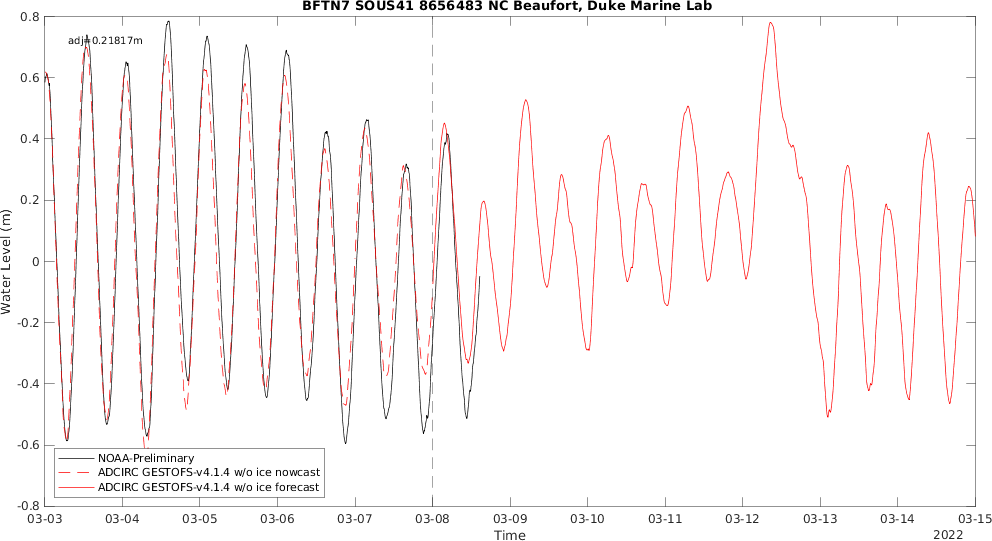 BFTN7 SOUS41 8656483 NC Beaufort, Duke Marine Lab
adj=0.21817m
Water Level (m)
0.8
0.6
0.4
0.2
0
-0.2
-0.4
-0.6
-0.8
NOAA-Preliminary
ADCIRC GESTOFS-v4.1.4 w/o ice nowcast
ADCIRC GESTOFS-v4.1.4 w/o ice forecast
03-03 03-04 03-05 03-06 03-07 03-08 03-09 03-10 03-11 03-12 03-13 03-14 03-15
Time
2022